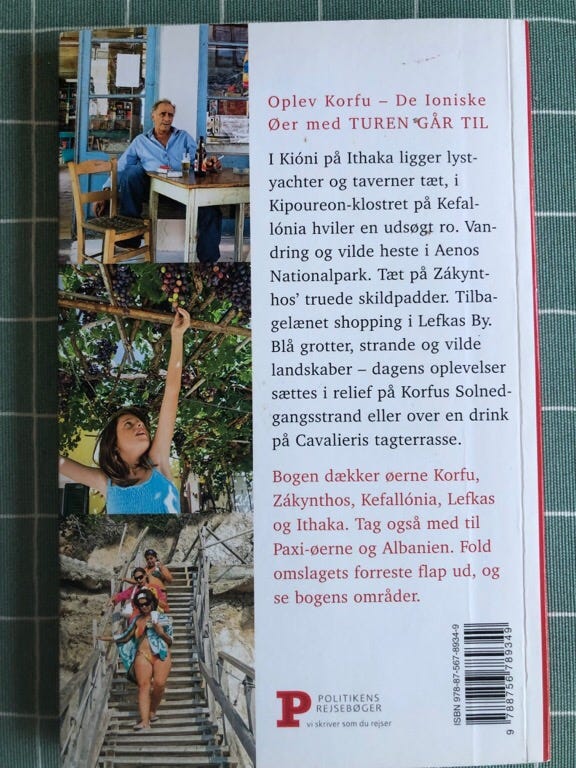 Oplev Korfu – De Ioniske
Øer med TUREN GÅR TIL
I Kióni på Ithaka ligger lyst-
yachter og taverner tæt, i
Kipoureon-klostret på Kefal-
lónia hviler en udsøgt ro. Van-
dring og vilde heste i Aenos
Nationalpark. Tæt på Zákynt-
hos’ truede skildpadder. Tilba-
gelænet shopping i Lefkas By.
Blå grotter, strande og vilde
landskaber – dagens oplevelser
sættes i relief på Korfus Solned-
gangsstrand eller over en drink
på Cavalieris tagterrasse.
Bogen dækker øerne Korfu,
Zákynthos, Kefallónia, Lefkas
og Ithaka. Tag også med til
Paxi-øerne og Albanien. Fold
omslagets forreste flap ud, og
se bogens områder.
P
POLITIKENS
REJSEBØGER
vi skriver som du rejser
ISBN 978-87-567-8934-9
9 788756 789349